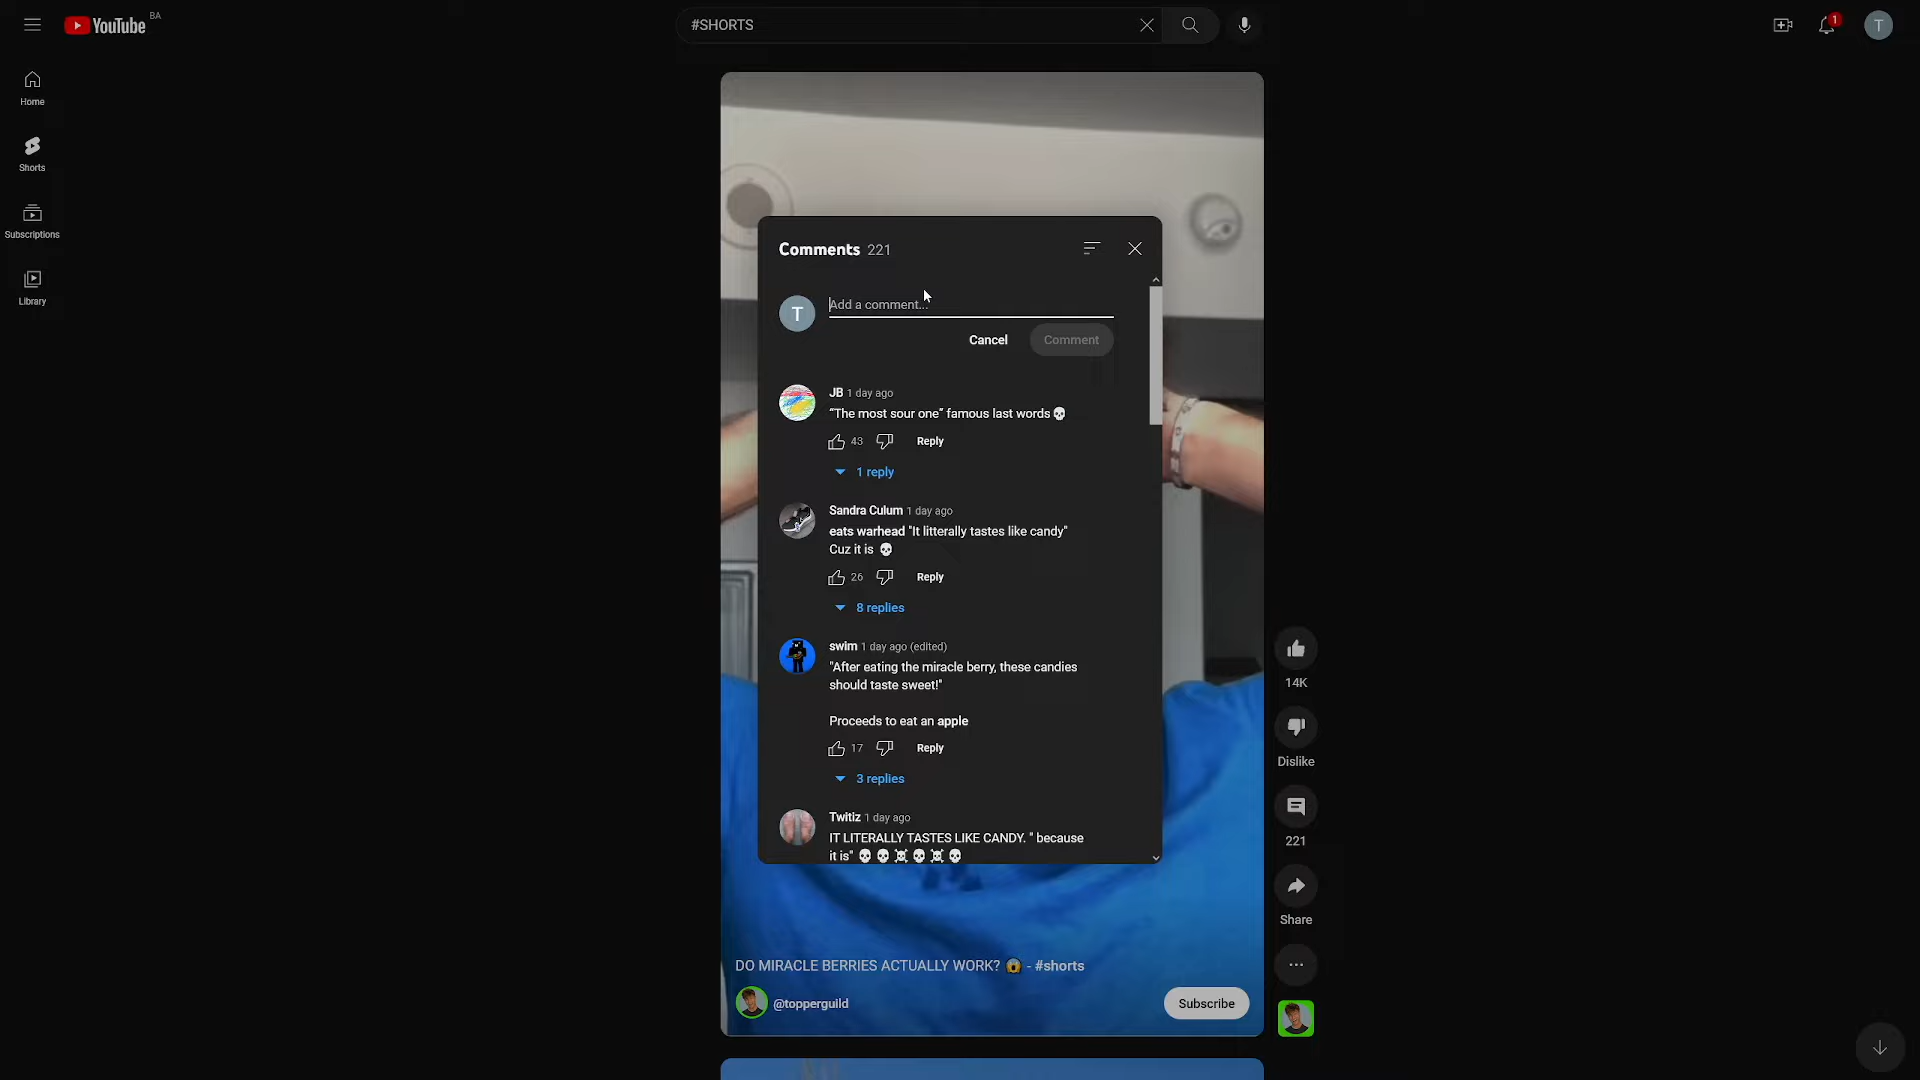 YouTube BA
#SHORTS
1
T
Home
Shorts
Subscriptions
Library
Comments 221
T
Add a comment...
Cancel
Comment
JB 1 day ago
“The most sour one” famous last words💀
43
Reply
1 reply
Sandra Culum 1 day ago
eats warhead "It litterally tastes like candy"
Cuz it is 💀
26
Reply
8 replies
swim 1 day ago (edited)
"After eating the miracle berry, these candies
should taste sweet!"
Proceeds to eat an apple
17
Reply
3 replies
Twitiz 1 day ago
IT LITERALLY TASTES LIKE CANDY. " because
it is" 💀 💀 ☠ 💀 ☠ 💀
14K
Dislike
221
Share
DO MIRACLE BERRIES ACTUALLY WORK? 😱 - #shorts
@topperguild
Subscribe